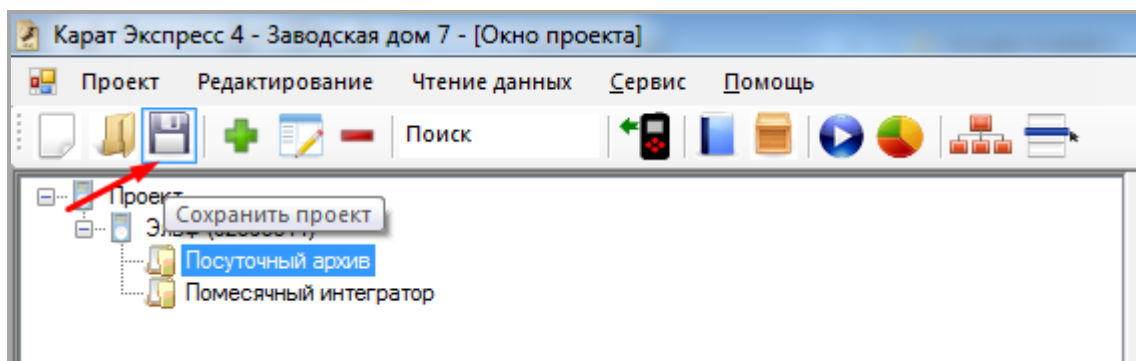 Карат Экспресс 4 - Заводская дом 7 - [Окно проекта]
Проект Редактирование Чтение данных Сервис Помощь
Поиск
Проект
Сохранить проект
Посуточный архив
Помесячный интегратор